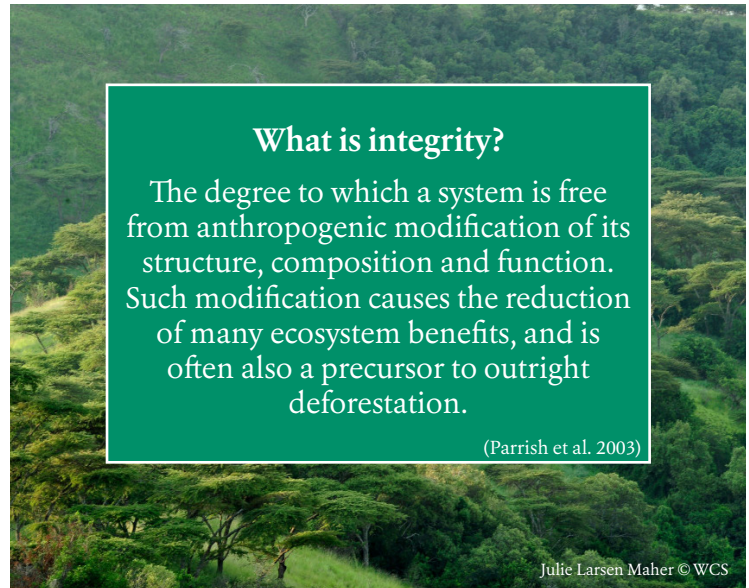 What is integrity?
The degree to which a system is free
from anthropogenic modification of its
structure, composition and function.
Such modification causes the reduction
of many ecosystem benefits, and is
often also a precursor to outright
deforestation.
(Parrish et al. 2003)
Julie Larsen Maher © WCS